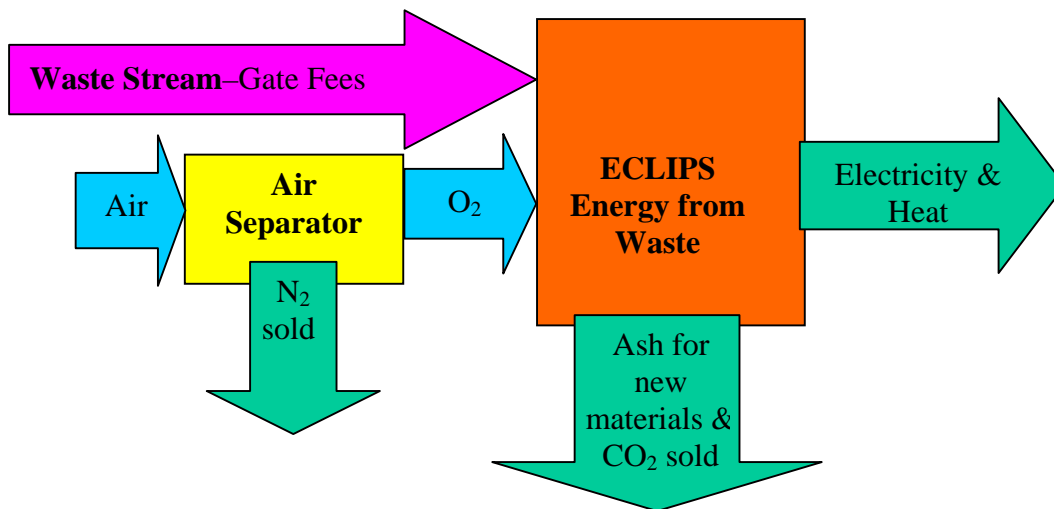 Waste Stream–Gate Fees
Air
Air
Separator
O₂
ECLIPS
Energy from
Waste
Electricity &
Heat
N₂
sold
Ash for
new
materials &
CO₂ sold